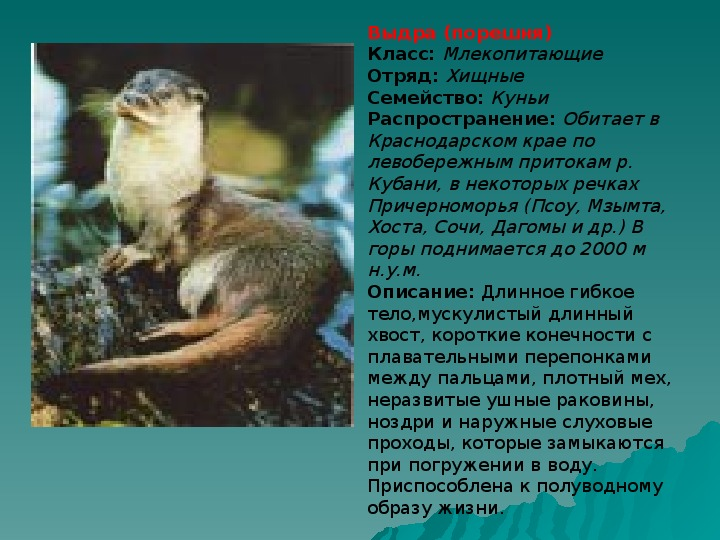 Выдра (порешня)
Класс: Млекопитающие
Отряд: Хищные
Семейство: Куньи
Распространение: Обитает в
Краснодарском крае по
левобережным притокам р.
Кубани, в некоторых речках
Причерноморья (Псоу, Мзымта,
Хоста, Сочи, Дагомы и др.) В
горы поднимается до 2000 м
н.у.м.
Описание: Длинное гибкое
тело,мускулистый длинный
хвост, короткие конечности с
плавательными перепонками
между пальцами, плотный мех,
неразвитые ушные раковины,
ноздри и наружные слуховые
проходы, которые замыкаются
при погружении в воду.
Приспособлена к полуводному
образу жизни.